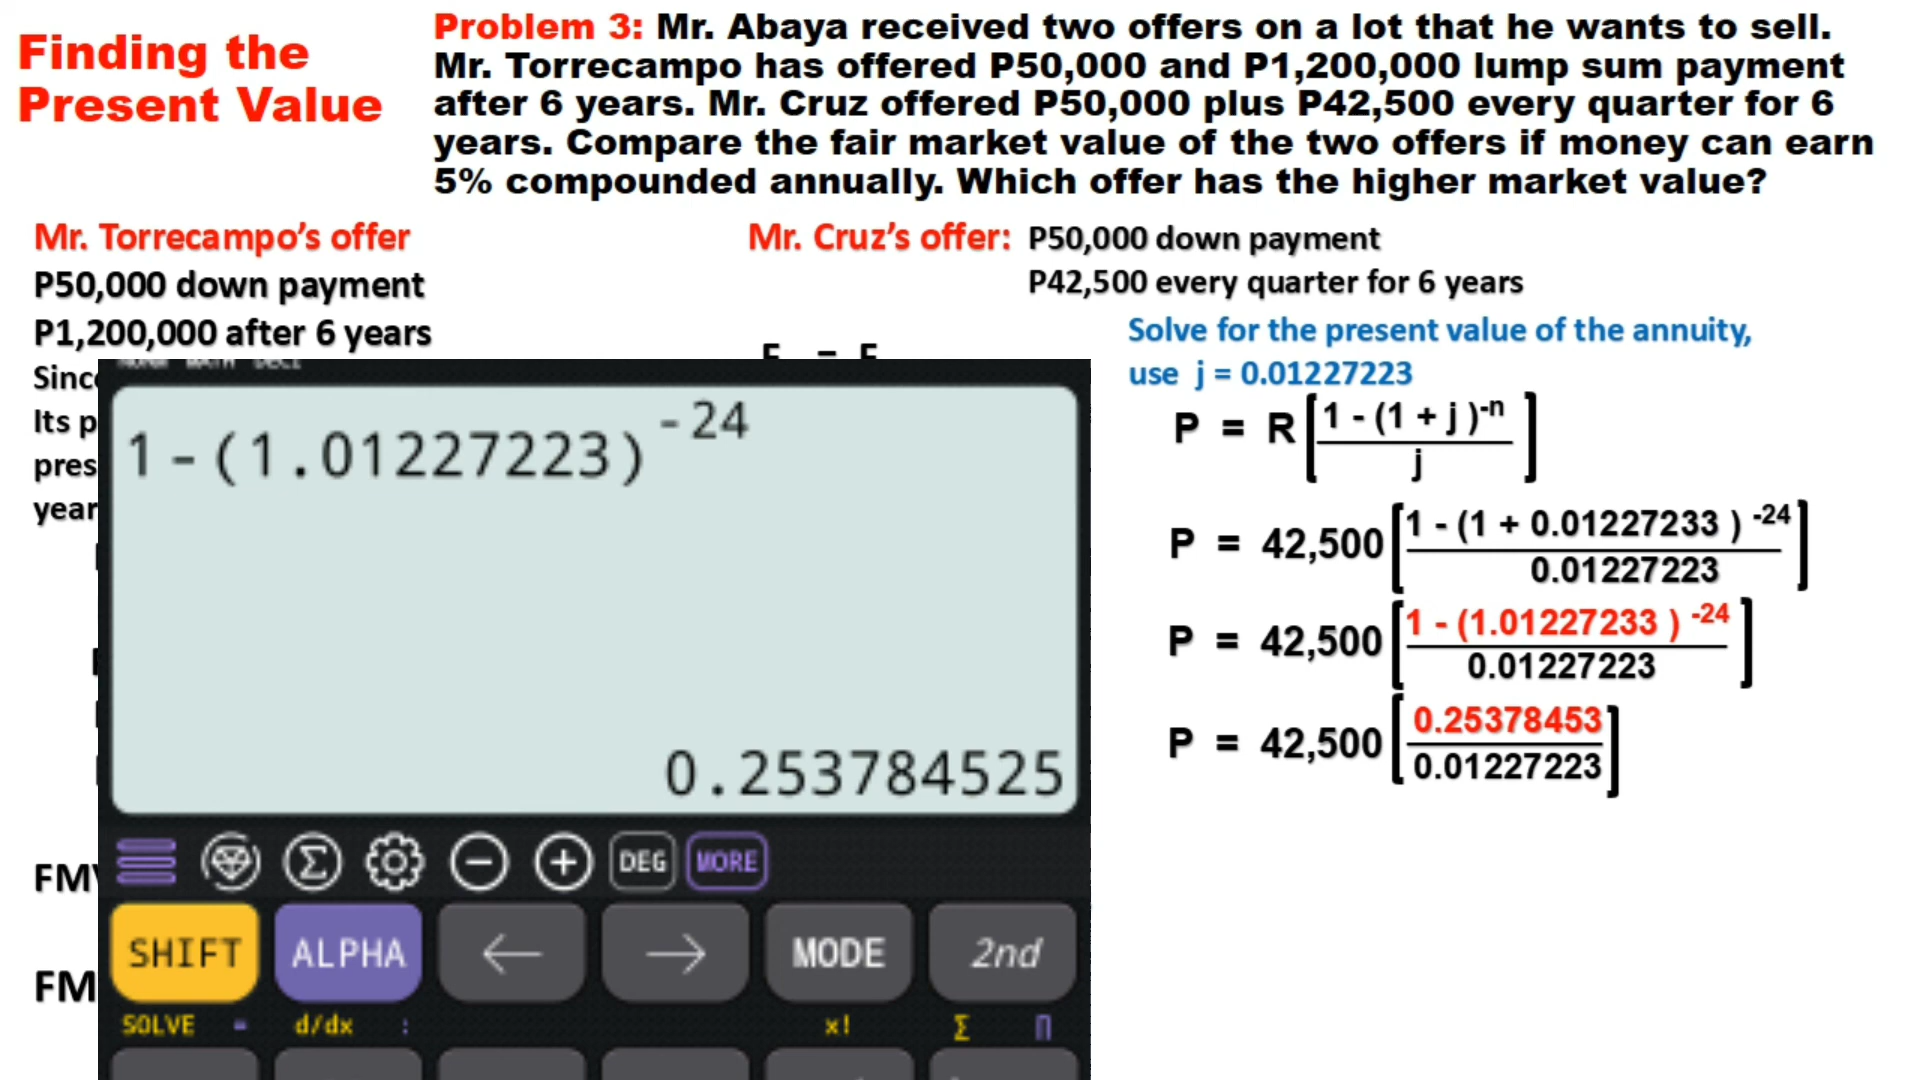 Finding the
Present Value
Problem 3: Mr. Abaya received two offers on a lot that he wants to sell.
Mr. Torrecampo has offered P50,000 and P1,200,000 lump sum payment
after 6 years. Mr. Cruz offered P50,000 plus P42,500 every quarter for 6
years. Compare the fair market value of the two offers if money can earn
5% compounded annually. Which offer has the higher market value?
Mr. Torrecampo’s offer
P50,000 down payment
P1,200,000 after 6 years
Its p
pres
year
FM
Mr. Cruz’s offer: P50,000 down payment
P42,500 every quarter for 6 years
Solve for the present value of the annuity,
use j = 0.01227223
P = R [ 1 - (1 + j )-n
j ]
P = 42,500 [ 1 - (1 + 0.01227233 ) -24
0.01227223 ]
P = 42,500 [ 1 - (1.01227233 ) -24
0.01227223 ]
P = 42,500 [ 0.25378453
0.01227223 ]
1-(1.01227223)-24
0.253784525
DEG MORE
SHIFT ALPHA ← → MODE 2nd
SOLVE = d/dx : x! Σ Π